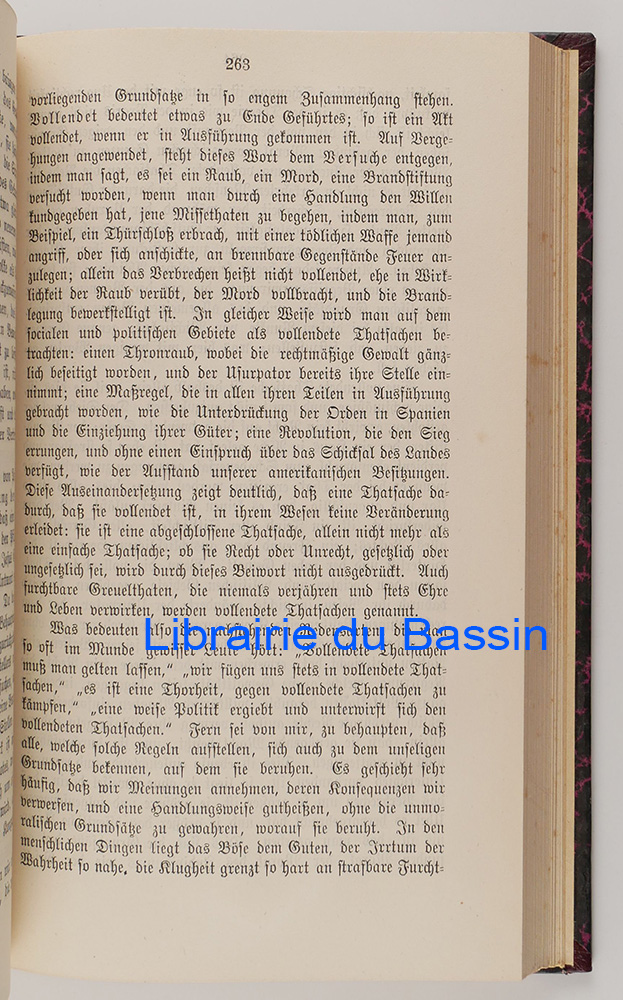 263
vorliegenden Grundsatze in so engem Zusammenhang stehen.
Vollendet bedeutet etwas zu Ende Geführtes; so ist ein Akt
vollendet, wenn er in Ausführung gekommen ist. Auf Verge-
hungen angewendet, steht dieses Wort dem Versuche entgegen,
indem man sagt, es sei ein Raub, ein Mord, eine Brandstiftung
versucht worden, wenn man durch eine Handlung den Willen
kundgegeben hat, jene Missethaten zu begehen, indem man, zum
Beispiel, ein Thürschloß erbrach, mit einer tödlichen Waffe jemand
angriff, oder sich anschickte, an brennbare Gegenstände Feuer an-
zulegen; allein das Verbrechen heißt nicht vollendet, ehe in Wirk-
lichkeit der Raub verübt, der Mord vollbracht, und die Brand-
legung bewerkstelligt ist. In gleicher Weise wird man auf dem
socialen und politischen Gebiete als vollendete Thatsachen be-
trachten: einen Thronraub, wobei die rechtmäßige Gewalt gänz-
lich beseitigt worden, und der Usurpator bereits ihre Stelle ein-
nimmt; eine Maßregel, die in allen ihren Teilen in Ausführung
gebracht worden, wie die Unterdrückung der Orden in Spanien
und die Einziehung ihrer Güter; eine Revolution, die den Sieg
errungen, und ohne einen Einspruch über das Schicksal des Landes
verfügt, wie der Aufstand unserer amerikanischen Besitzungen.
Diese Auseinandersetzung zeigt deutlich, daß eine Thatsache da-
durch, daß sie vollendet ist, in ihrem Wesen keine Veränderung
erleidet: sie ist eine abgeschlossene Thatsache, allein nicht mehr als
eine einfache Thatsache; ob sie Recht oder Unrecht, gesetzlich oder
ungesetzlich sei, wird durch dieses Beiwort nicht ausgedrückt. Auch
furchtbare Greuelthaten, die niemals verjähren und stets Ehre
und Leben verwirken, werden vollendete Thatsachen genannt.
Was bedeuten also die nachstehenden Redensarten, die man
so oft im Munde gewisser Leute hört: „Vollendete Thatsachen
muß man gelten lassen,“ „wir fügen uns stets in vollendete That-
sachen,“ „es ist eine Thorheit, gegen vollendete Thatsachen zu
kämpfen,“ „eine weise Politik ergiebt und unterwirft sich den
vollendeten Thatsachen.“ Fern sei von mir, zu behaupten, daß
alle, welche solche Regeln aufstellen, sich auch zu dem unseligen
Grundsatze bekennen, auf dem sie beruhen. Es geschieht sehr
häufig, daß wir Meinungen annehmen, deren Konsequenzen wir
verwerfen, und eine Handlungsweise gutheißen, ohne die unmo-
ralischen Grundsätze zu gewahren, worauf sie beruht. In den
menschlichen Dingen liegt das Böse dem Guten, der Irrtum der
Wahrheit so nahe, die Klugheit grenzt so hart an strafbare Furcht-
Librairie du Bassin